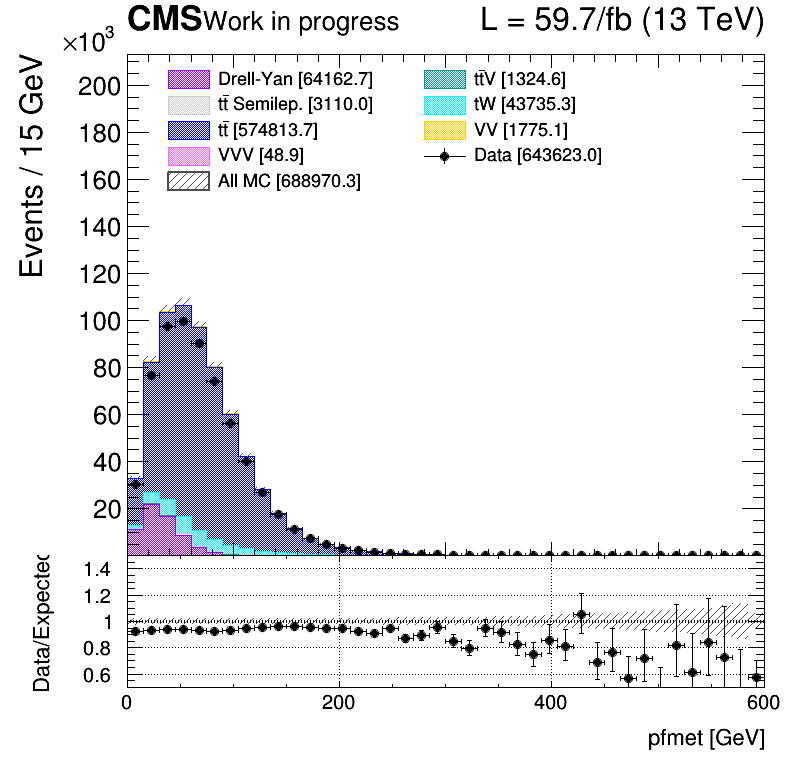 CMS Work in progress L = 59.7/fb (13 TeV)
×10³
Events / 15 GeV
200
180
160
140
120
100
80
60
40
20
Drell-Yan [64162.7]
tt̄ Semilep. [3110.0]
tt̄ [574813.7]
VVV [48.9]
All MC [688970.3]
tt̄V [1324.6]
tW [43735.3]
VV [1775.1]
Data [643623.0]
Data/Expected
1.4
1.2
1
0.8
0.6
0 200 400 600
pfmet [GeV]